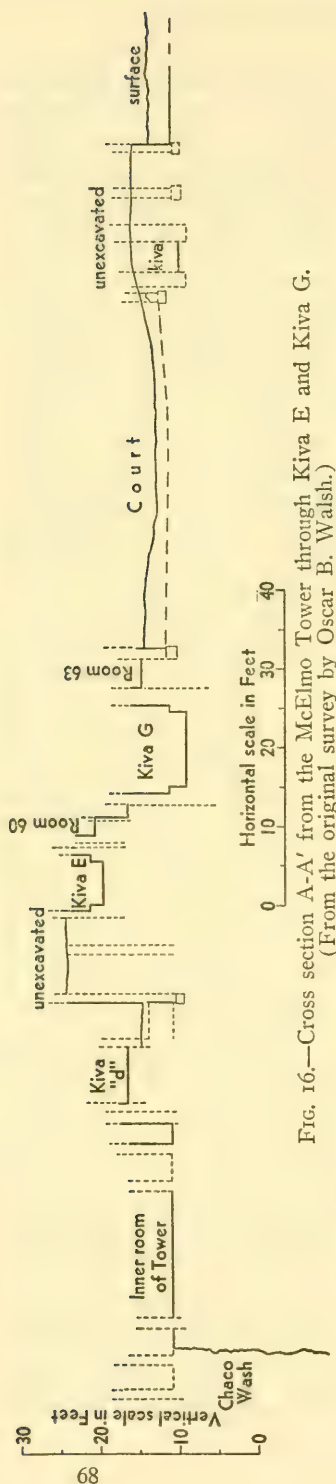 30
20
10
0
Vertical scale in Feet
Chaco
Wash
Inner room
of Tower
Kiva
"d"
unexcavated
Kiva E
Room 60
Kiva G
Room 63
Court
unexcavated
kiva
surface
0 10 20 30 40
Horizontal scale in Feet
FIG. 16.—Cross section A-A' from the McElmo Tower through Kiva E and Kiva G.
(From the original survey by Oscar B. Walsh.)
68